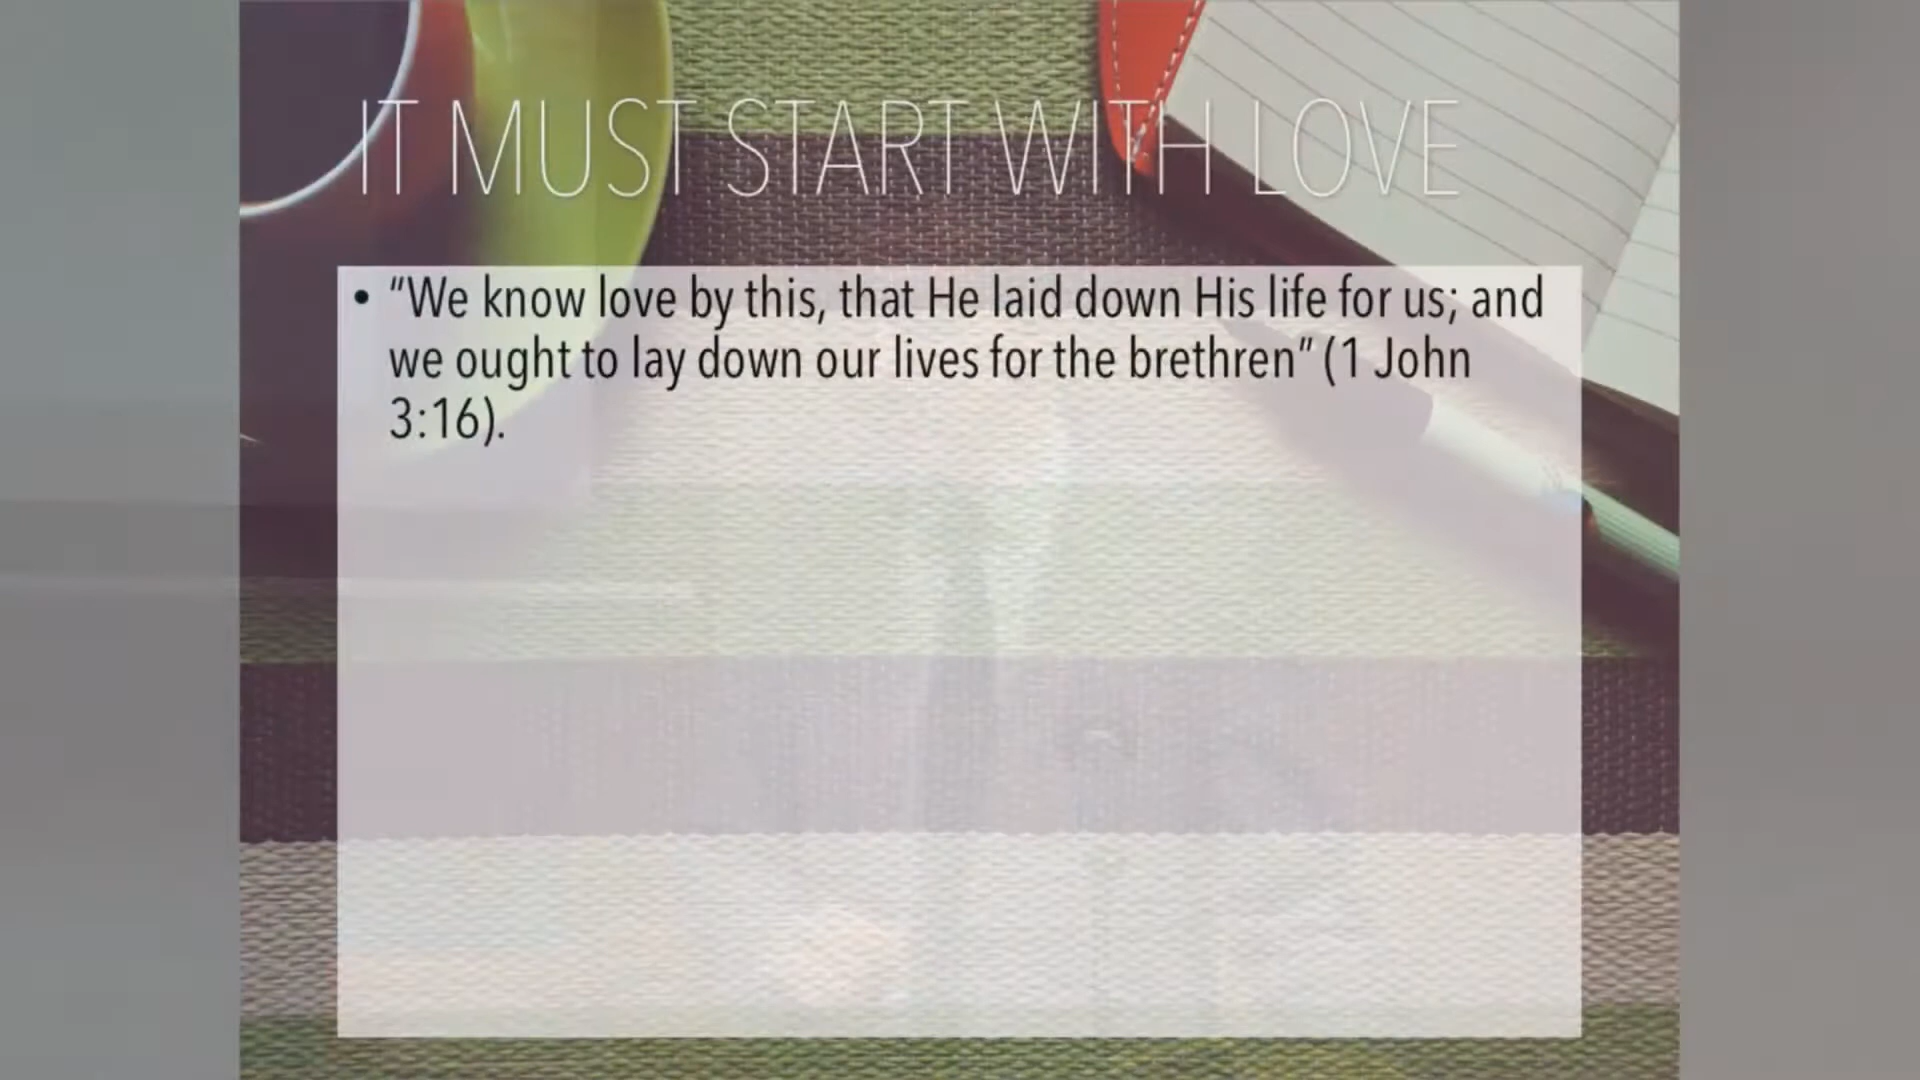 IT MUST START WITH LOVE
• “We know love by this, that He laid down His life for us; and
we ought to lay down our lives for the brethren” (1 John
3:16).